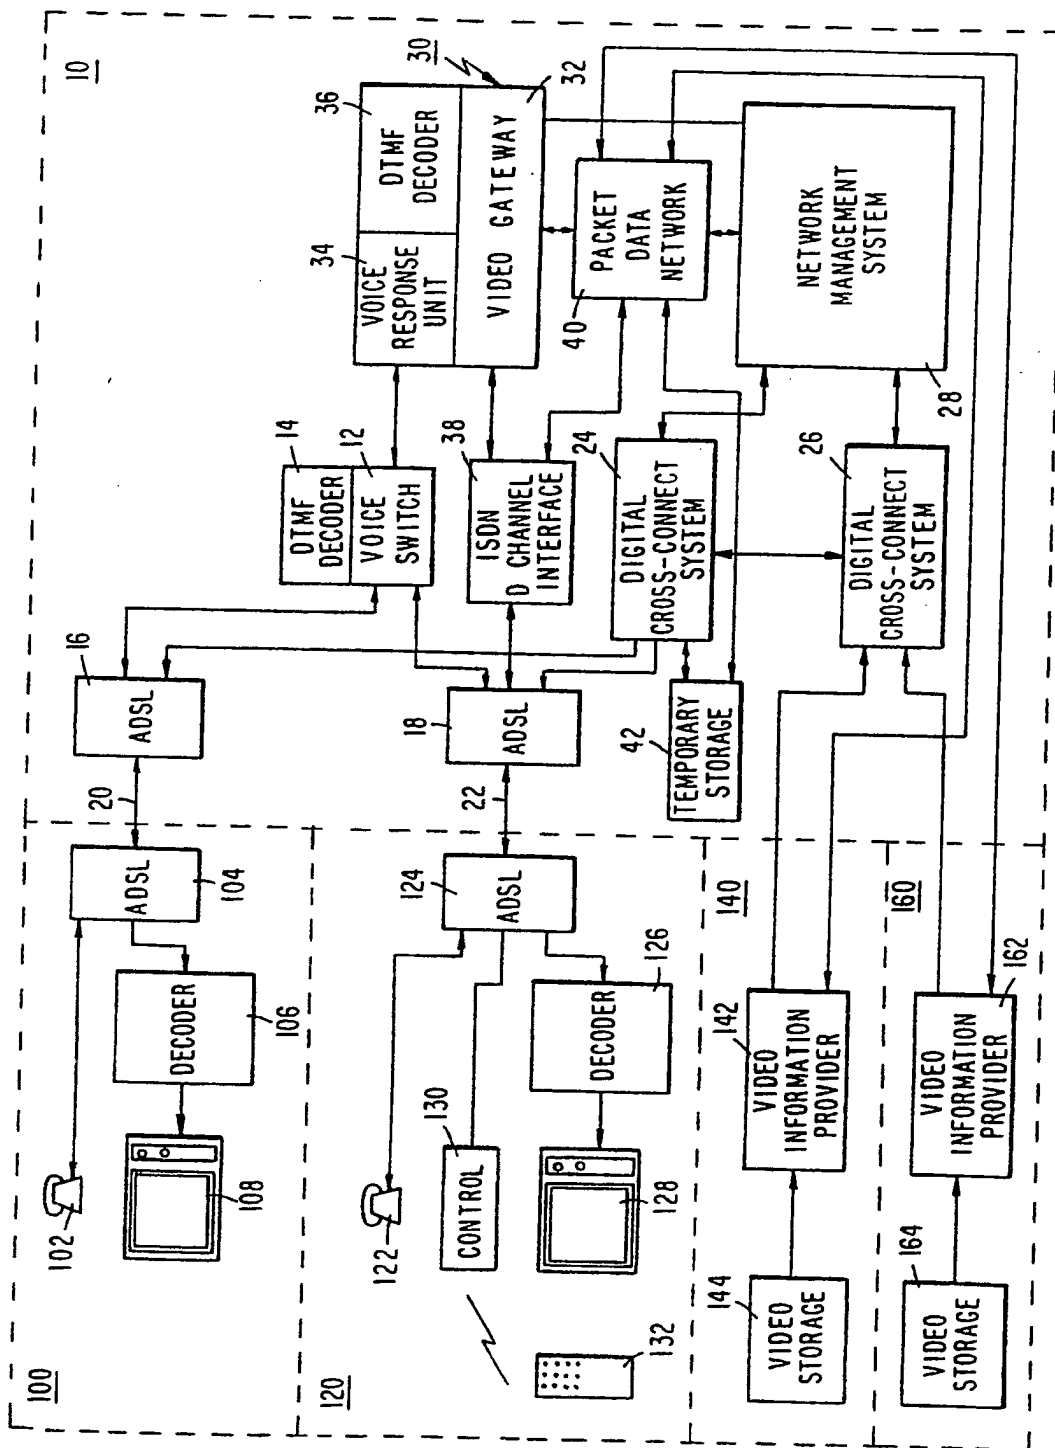 10
30
36
DTMF
DECODER
34
VOICE
RESPONSE
UNIT
VIDEO GATEWAY
32
14
DTMF
DECODER
12
VOICE
SWITCH
38
ISDN
D CHANNEL
INTERFACE
40
PACKET
DATA
NETWORK
NETWORK
MANAGEMENT
SYSTEM
28
24
DIGITAL
CROSS-CONNECT
SYSTEM
26
DIGITAL
CROSS-CONNECT
SYSTEM
16
ADSL
18
ADSL
42
TEMPORARY
STORAGE
20
22
100
102
ADSL
104
DECODER
106
108
120
122
124
ADSL
126
DECODER
130
CONTROL
128
132
140
142
VIDEO
INFORMATION
PROVIDER
144
VIDEO
STORAGE
160
162
VIDEO
INFORMATION
PROVIDER
164
VIDEO
STORAGE